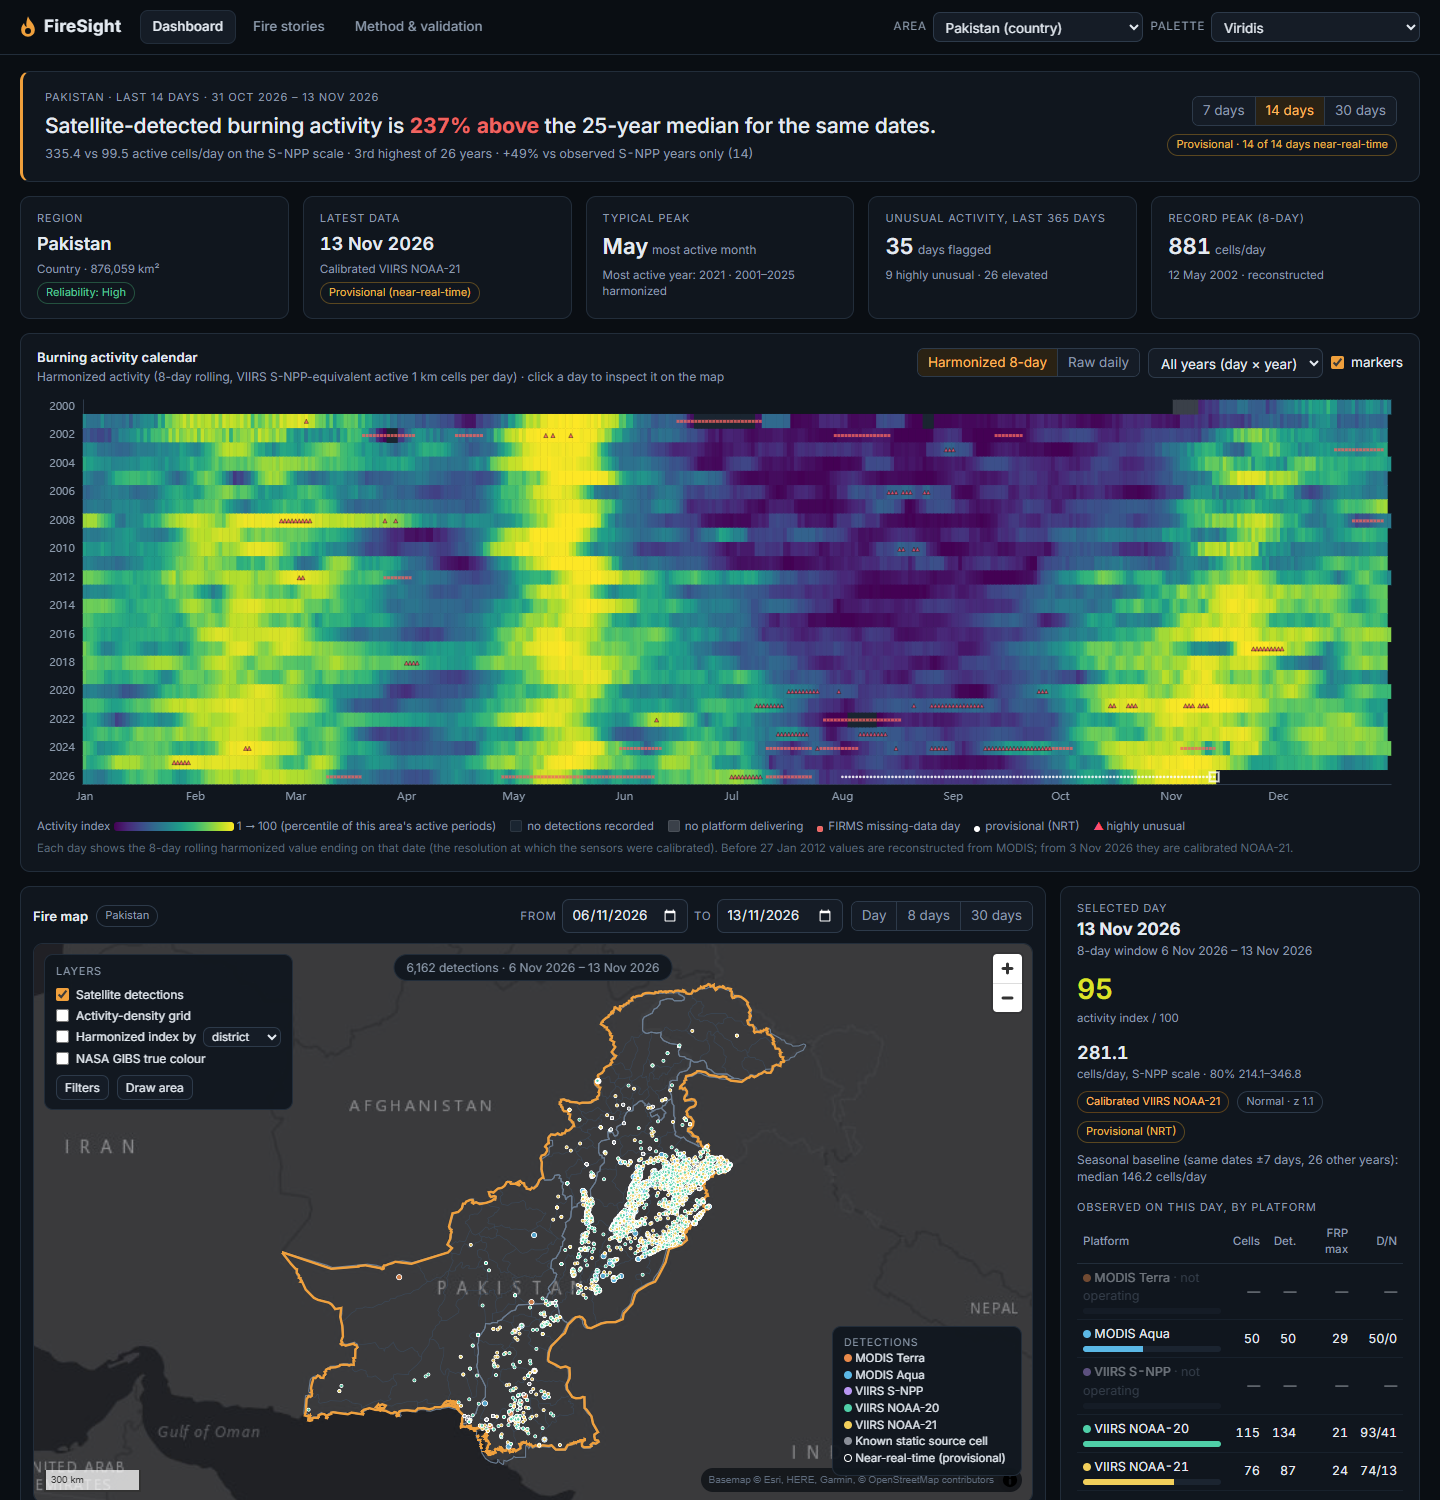 FireSight
Dashboard
Fire stories
Method & validation
AREA
Pakistan (country)
PALETTE
Viridis
PAKISTAN · LAST 14 DAYS · 31 OCT 2026 – 13 NOV 2026
Satellite-detected burning activity is 237% above the 25-year median for the same dates.
335.4 vs 99.5 active cells/day on the S-NPP scale · 3rd highest of 26 years · +49% vs observed S-NPP years only (14)
7 days
14 days
30 days
Provisional · 14 of 14 days near-real-time
REGION
Pakistan
Country · 876,059 km²
Reliability: High
LATEST DATA
13 Nov 2026
Calibrated VIIRS NOAA-21
Provisional (near-real-time)
TYPICAL PEAK
May most active month
Most active year: 2021 · 2001–2025
harmonized
UNUSUAL ACTIVITY, LAST 365 DAYS
35 days flagged
9 highly unusual · 26 elevated
RECORD PEAK (8-DAY)
881 cells/day
12 May 2002 · reconstructed
Burning activity calendar
Harmonized activity (8-day rolling, VIIRS S-NPP-equivalent active 1 km cells per day) · click a day to inspect it on the map
Harmonized 8-day
Raw daily
All years (day × year)
markers
2000
2002
2004
2006
2008
2010
2012
2014
2016
2018
2020
2022
2024
2026
Jan
Feb
Mar
Apr
May
Jun
Jul
Aug
Sep
Oct
Nov
Dec
Activity index 1 → 100 (percentile of this area's active periods)
no detections recorded
no platform delivering
FIRMS missing-data day
provisional (NRT)
highly unusual
Each day shows the 8-day rolling harmonized value ending on that date (the resolution at which the sensors were calibrated). Before 27 Jan 2012 values are reconstructed from MODIS; from 3 Nov 2026 they are calibrated NOAA-21.
Fire map
Pakistan
FROM
06/11/2026
TO
13/11/2026
Day
8 days
30 days
LAYERS
Satellite detections
Activity-density grid
Harmonized index by district
NASA GIBS true colour
Filters
Draw area
6,162 detections · 6 Nov 2026 – 13 Nov 2026
+
−
AFGHANISTAN
IRAN
PAKISTAN
NEPAL
Gulf of Oman
UNITED ARAB
EMIRATES
IN
300 km
DETECTIONS
MODIS Terra
MODIS Aqua
VIIRS S-NPP
VIIRS NOAA-20
VIIRS NOAA-21
Known static source cell
Near-real-time (provisional)
Basemap © Esri, HERE, Garmin, © OpenStreetMap contributors
SELECTED DAY
13 Nov 2026
8-day window 6 Nov 2026 – 13 Nov 2026
95
activity index / 100
281.1
cells/day, S-NPP scale · 80% 214.1–346.8
Calibrated VIIRS NOAA-21
Normal · z 1.1
Provisional (NRT)
Seasonal baseline (same dates ±7 days, 26 other years):
median 146.2 cells/day
OBSERVED ON THIS DAY, BY PLATFORM
Platform Cells Det. FRP max D/N
MODIS Terra · not operating — — — —
MODIS Aqua 50 50 29 50/0
VIIRS S-NPP · not operating — — — —
VIIRS NOAA-20 115 134 21 93/41
VIIRS NOAA-21 76 87 24 74/13